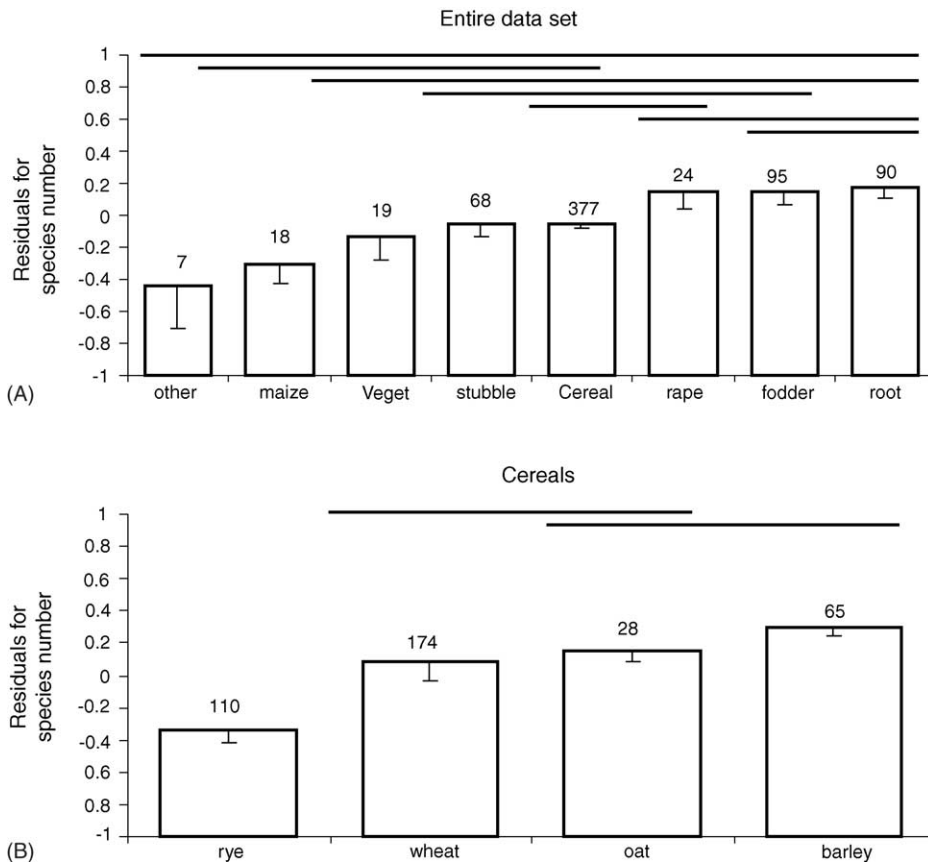 Entire data set
Residuals for
species number
1
0.8
0.6
0.4
0.2
0
-0.2
-0.4
-0.6
-0.8
-1
7
18
19
68
377
24
95
90
other
maize
Veget
stubble
Cereal
rape
fodder
root
(A)
Cereals
Residuals for
species number
1
0.8
0.6
0.4
0.2
0
-0.2
-0.4
0.6
0.8
-1
110
174
28
65
rye
wheat
oat
barley
(B)